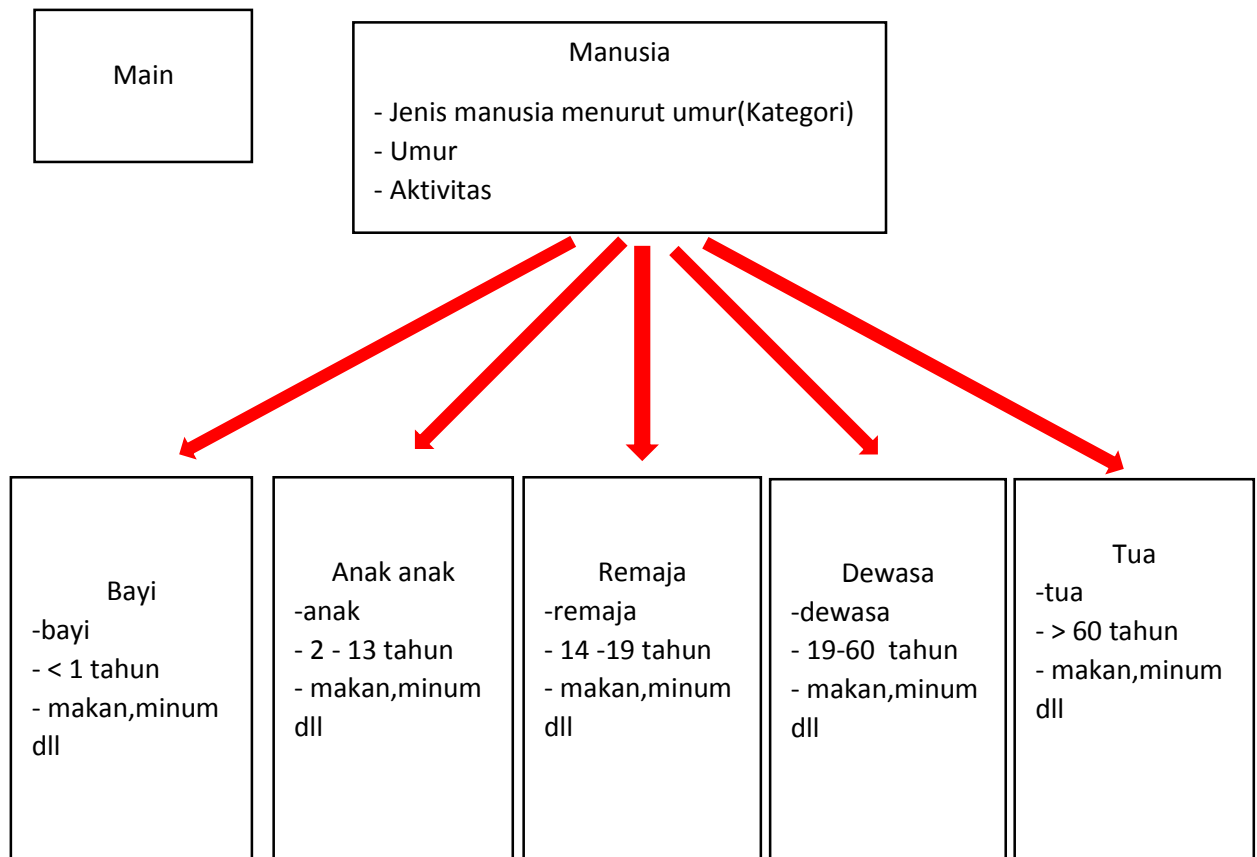 Main
Manusia
- Jenis manusia menurut umur(Kategori)
- Umur
- Aktivitas
Bayi
-bayi
- < 1 tahun
- makan,minum
dll
Anak anak
-anak
- 2 - 13 tahun
- makan,minum
dll
Remaja
-remaja
- 14 -19 tahun
- makan,minum
dll
Dewasa
-dewasa
- 19-60  tahun
- makan,minum
dll
Tua
-tua
- > 60 tahun
- makan,minum
dll